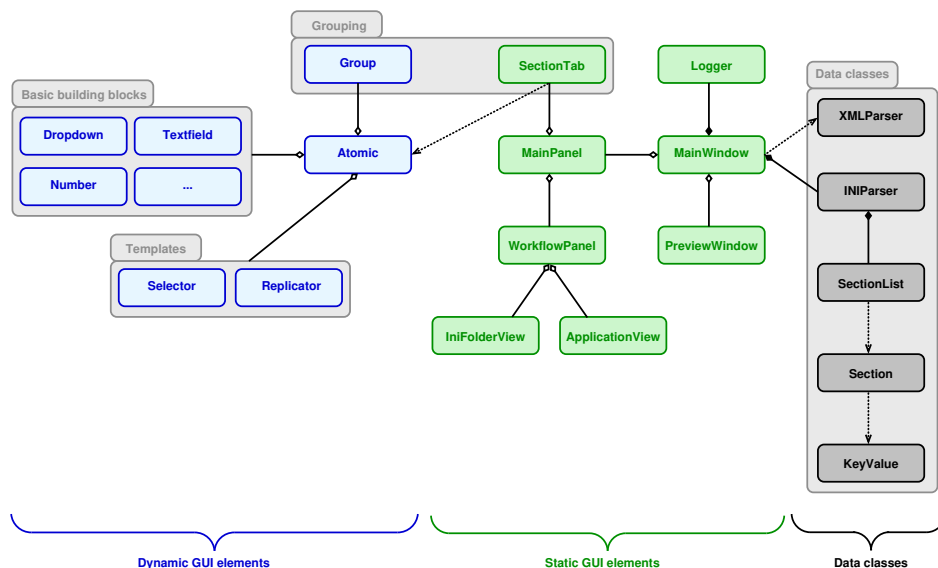 Grouping
Group
SectionTab
Logger
Data classes
Basic building blocks
XMLParser
Dropdown
Textfield
Atomic
MainPanel
MainWindow
Number
...
INIParser
Templates
WorkflowPanel
PreviewWindow
Selector
Replicator
SectionList
IniFolderView
ApplicationView
Section
KeyValue
Dynamic GUI elements
Static GUI elements
Data classes